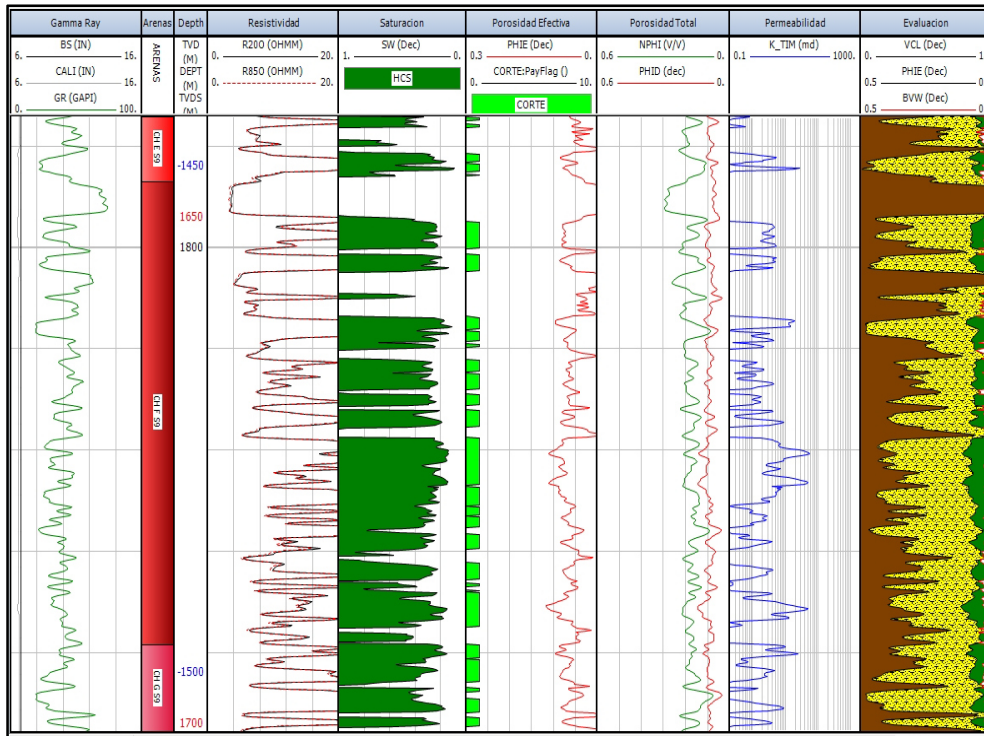 Gamma Ray
Arenas
Depth
Resistividad
Saturacion
Porosidad Efectiva
Porosidad Total
Permeabilidad
Evaluacion
BS (IN)
6. 16.
CALI (IN)
6. 16.
GR (GAPI)
0. 100.
ARENAS
TVD
(M)
DEPT
(M)
TVDS
(M)
R20O (OHMM)
0. 20.
R85O (OHMM)
0. 20.
SW (Dec)
1. 0.
HCS
PHIE (Dec)
0.3 0.
CORTE:PayFlag ()
0. 10.
CORTE
NPHI (V/V)
0.6 0.
PHID (dec)
0.6 0.
K_TIM (md)
0.1 1000.
VCL (Dec)
0. 1.
PHIE (Dec)
0.5 0.
BVW (Dec)
0.5 0.
CH E S9
-1450
1650
1800
CH F S9
CH G S9
-1500
1700